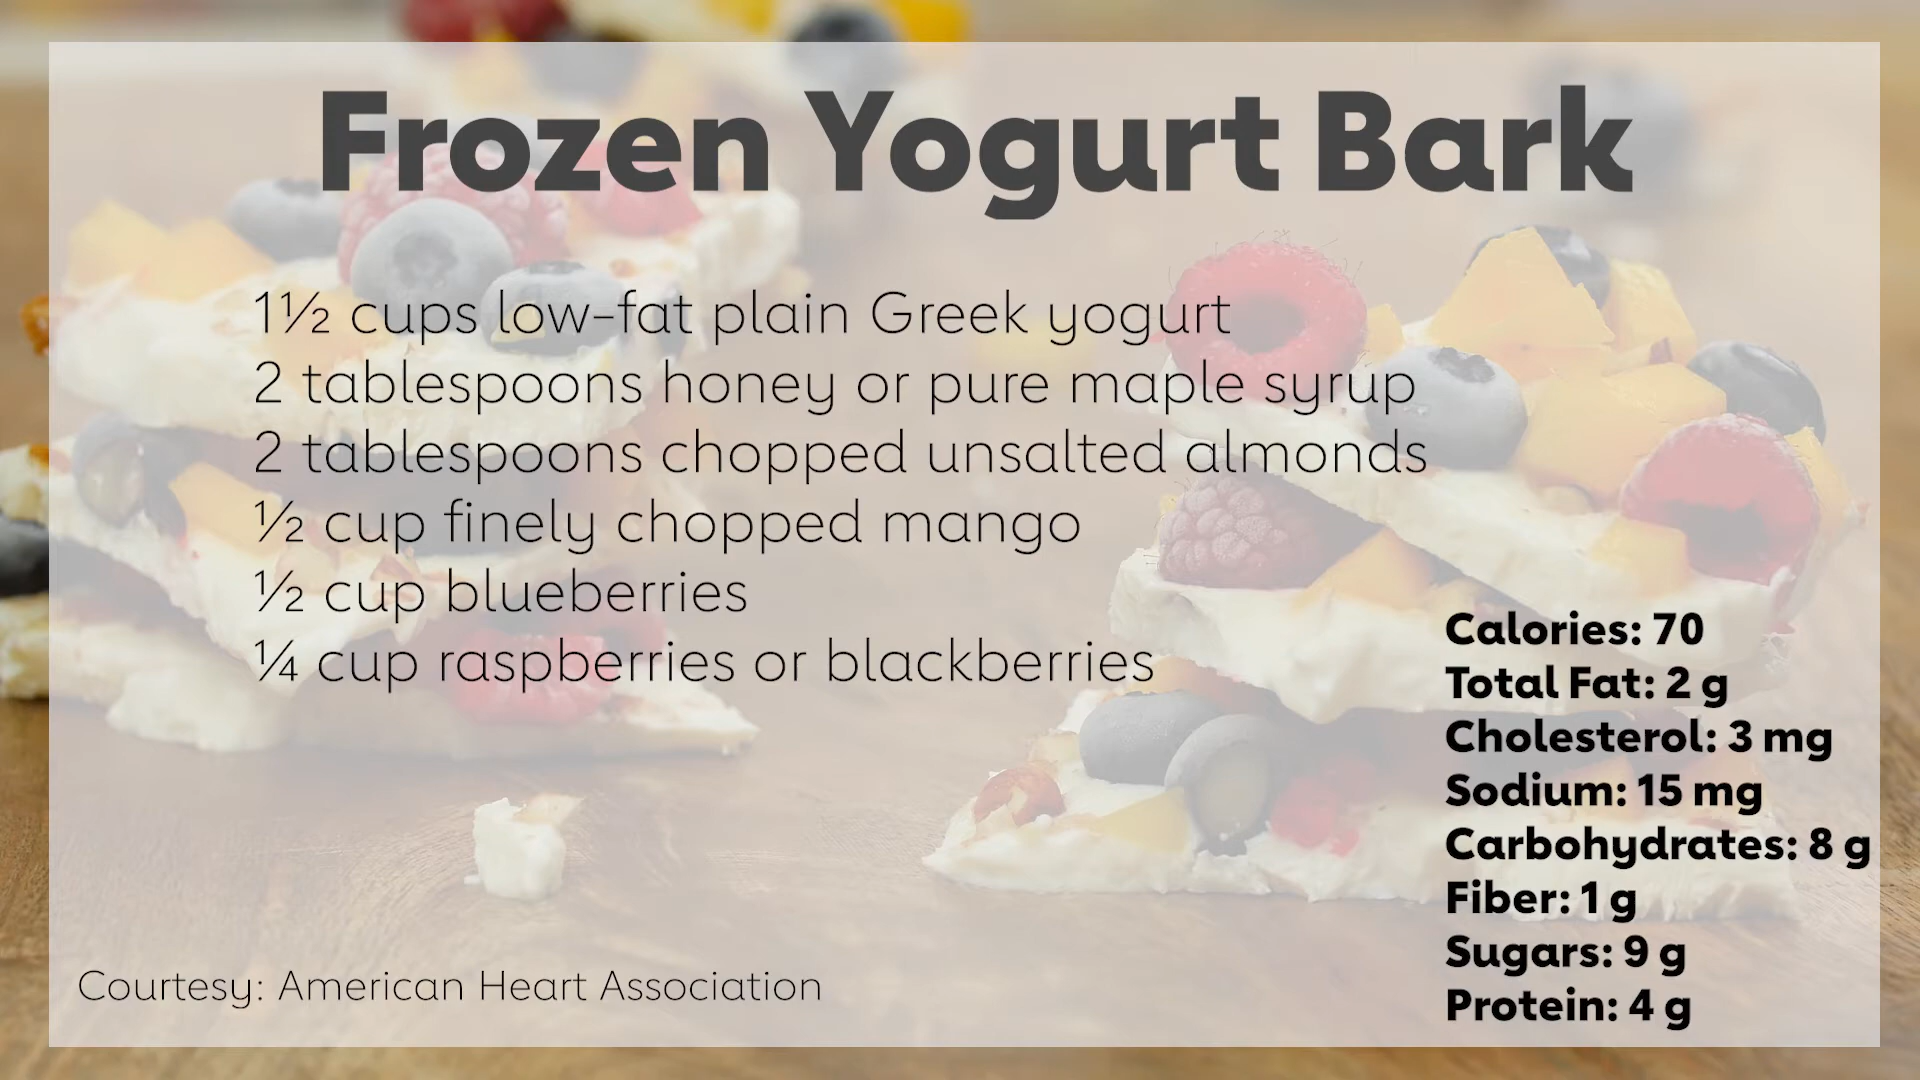 Frozen Yogurt Bark
1½ cups low-fat plain Greek yogurt
2 tablespoons honey or pure maple syrup
2 tablespoons chopped unsalted almonds
½ cup finely chopped mango
½ cup blueberries
¼ cup raspberries or blackberries
Calories: 70
Total Fat: 2 g
Cholesterol: 3 mg
Sodium: 15 mg
Carbohydrates: 8 g
Fiber: 1 g
Sugars: 9 g
Protein: 4 g
Courtesy: American Heart Association